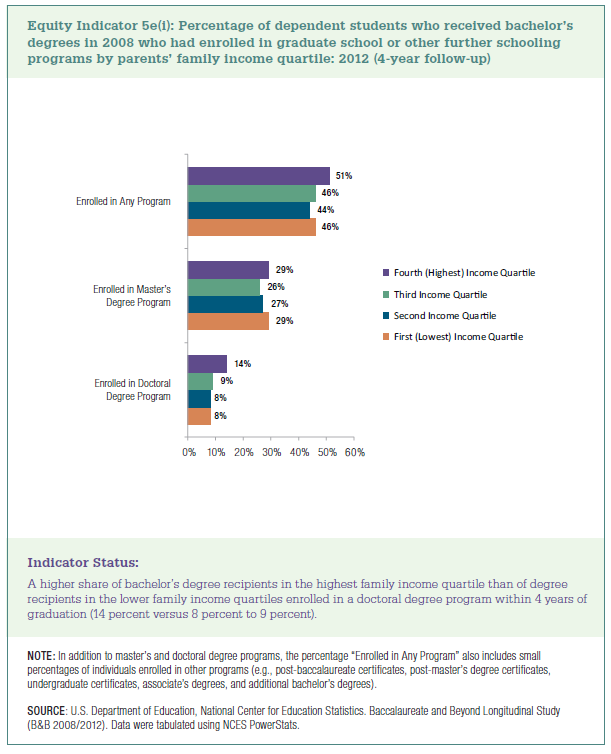 Equity Indicator 5e(i): Percentage of dependent students who received bachelor's
degrees in 2008 who had enrolled in graduate school or other further schooling
programs by parents' family income quartile: 2012 (4-year follow-up)
Enrolled in Any Program
51%
46%
44%
46%
Enrolled in Master's
Degree Program
29%
26%
27%
29%
Enrolled in Doctoral
Degree Program
14%
9%
8%
8%
0% 10% 20% 30% 40% 50% 60%
Fourth (Highest) Income Quartile
Third Income Quartile
Second Income Quartile
First (Lowest) Income Quartile
Indicator Status:
A higher share of bachelor's degree recipients in the highest family income quartile than of degree
recipients in the lower family income quartiles enrolled in a doctoral degree program within 4 years of
graduation (14 percent versus 8 percent to 9 percent).
NOTE: In addition to master's and doctoral degree programs, the percentage "Enrolled in Any Program" also includes small
percentages of individuals enrolled in other programs (e.g., post-baccalaureate certificates, post-master's degree certificates,
undergraduate certificates, associate's degrees, and additional bachelor's degrees).
SOURCE: U.S. Department of Education, National Center for Education Statistics. Baccalaureate and Beyond Longitudinal Study
(B&B 2008/2012). Data were tabulated using NCES PowerStats.